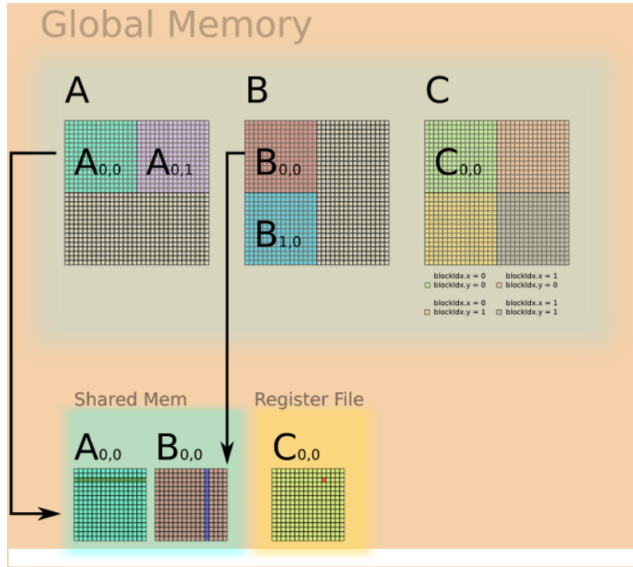 Global Memory
A B C
A0,0 A0,1 B0,0 C0,0
B1,0
blockIdx.x = 0 blockIdx.x = 1
blockIdx.y = 0 blockIdx.y = 0
blockIdx.x = 0 blockIdx.x = 1
blockIdx.y = 1 blockIdx.y = 1
Shared Mem Register File
A0,0 B0,0 C0,0